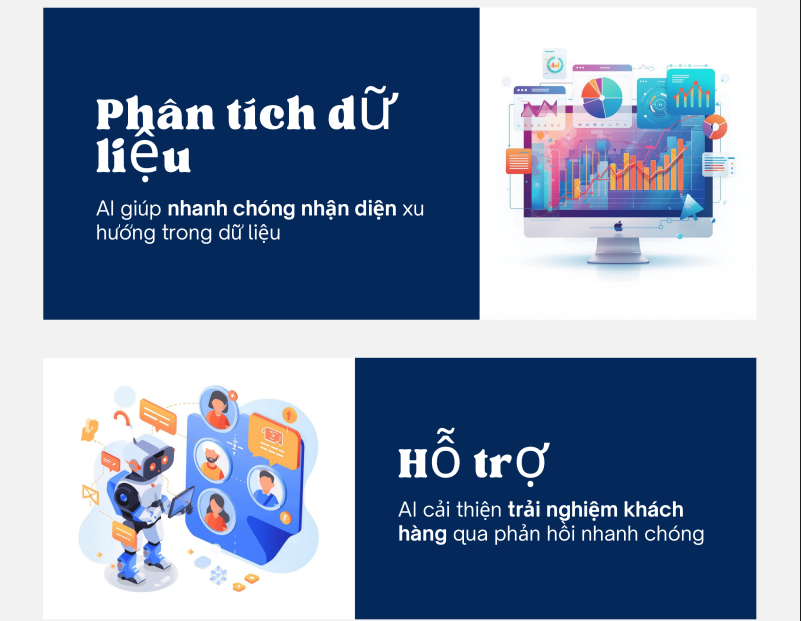 Phân tích dữ
liệu
AI giúp nhanh chóng nhận diện xu
hướng trong dữ liệu
Hỗ trợ
AI cải thiện trải nghiệm khách
hàng qua phản hồi nhanh chóng